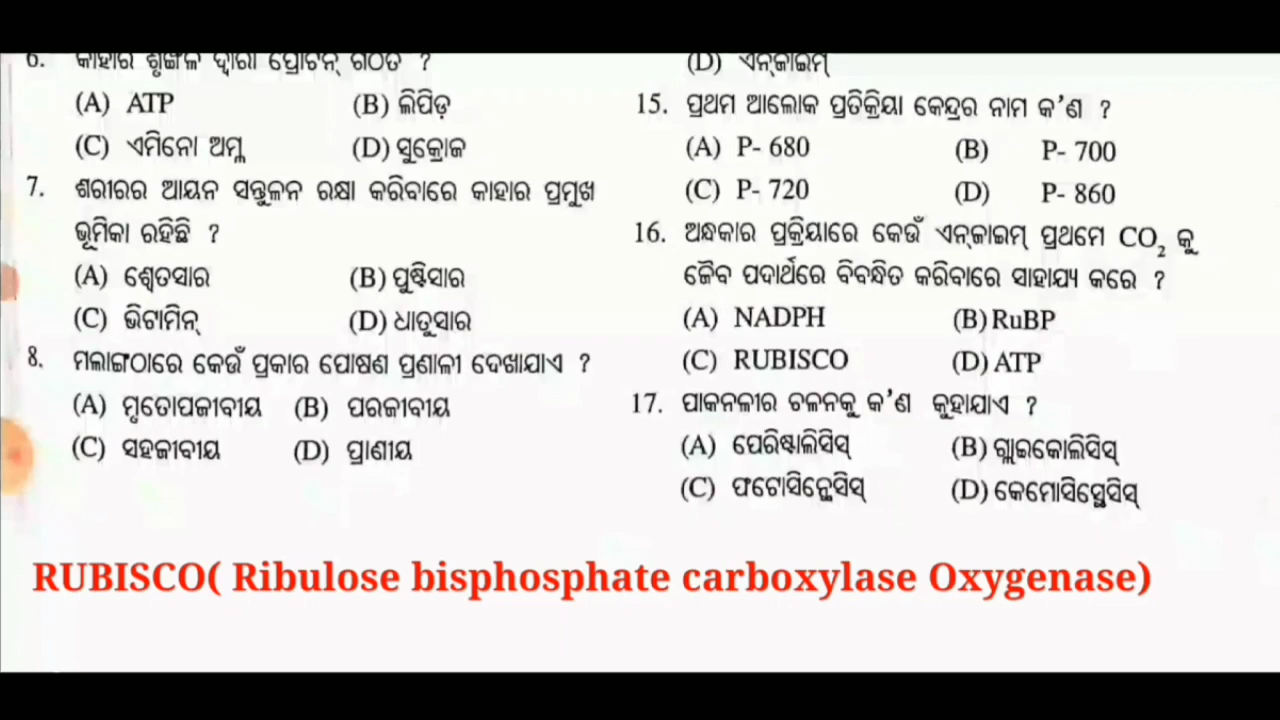 6. କାହାର ଶୃଙ୍ଖଳ ଦ୍ୱାରା ପ୍ରୋଟିନ୍ ଗଠିତ ?
(A) ATP (B) ଲିପିଡ଼
(C) ଏମିନୋ ଅମ୍ଳ (D) ସୁକ୍ରୋଜ
7. ଶରୀରର ଆୟନ ସନ୍ତୁଳନ ରକ୍ଷା କରିବାରେ କାହାର ପ୍ରମୁଖ
ଭୂମିକା ରହିଛି ?
(A) ଶ୍ୱେତସାର (B) ପୁଷ୍ଟିସାର
(C) ଭିଟାମିନ୍ (D) ଧାତୁସାର
8. ମଲାଙ୍ଗଠାରେ କେଉଁ ପ୍ରକାର ପୋଷଣ ପ୍ରଣାଳୀ ଦେଖାଯାଏ ?
(A) ମୃତୋପଜୀବୀୟ (B) ପରଜୀବୀୟ
(C) ସହଜୀବୀୟ (D) ପ୍ରାଣୀୟ
(D) ଏନ୍‌ଜାଇମ୍
15. ପ୍ରଥମ ଆଲୋକ ପ୍ରତିକ୍ରିୟା କେନ୍ଦ୍ରର ନାମ କ'ଣ ?
(A) P- 680 (B) P- 700
(C) P- 720 (D) P- 860
16. ଅନ୍ଧକାର ପ୍ରକ୍ରିୟାରେ କେଉଁ ଏନ୍‌ଜାଇମ୍ ପ୍ରଥମେ CO₂ କୁ
ଜୈବ ପଦାର୍ଥରେ ବିବନ୍ଧିତ କରିବାରେ ସାହାଯ୍ୟ କରେ ?
(A) NADPH (B) RuBP
(C) RUBISCO (D) ATP
17. ପାକନଳୀର ଚଳନକୁ କ'ଣ କୁହାଯାଏ ?
(A) ପେରିଷ୍ଟାଲିସିସ୍ (B) ଗ୍ଲାଇକୋଲିସିସ୍
(C) ଫଟୋସିନ୍ଥେସିସ୍ (D) କେମୋସିନ୍ଥେସିସ୍
RUBISCO( Ribulose bisphosphate carboxylase Oxygenase)